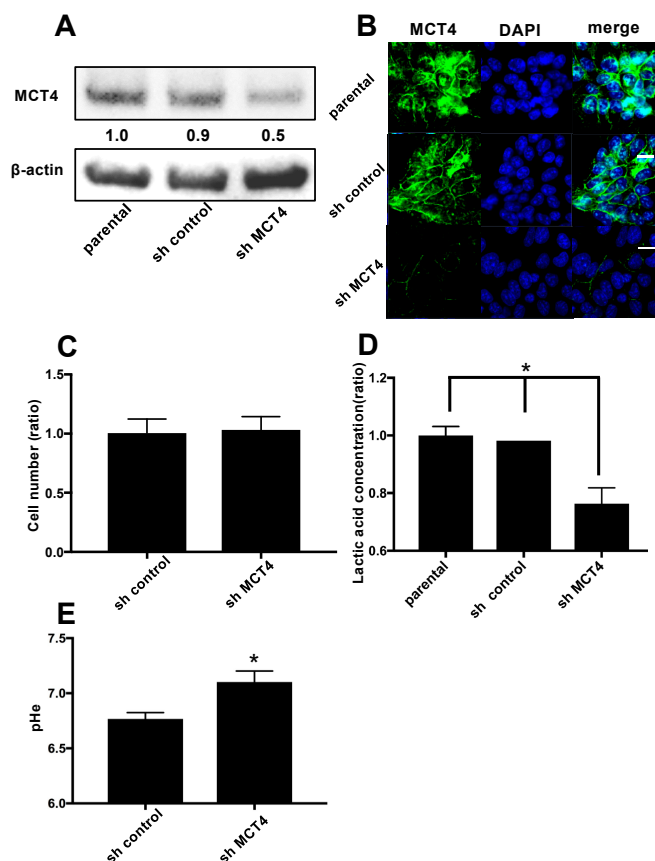 A
MCT4
1.0 0.9 0.5
β-actin
parental
sh control
sh MCT4
B
MCT4 DAPI merge
parental
sh control
sh MCT4
C
Cell number (ratio)
1.5
1.0
0.5
0.0
sh control
sh MCT4
D
Lactic acid concentration(ratio)
1.2
1.0
0.8
0.6
*
parental
sh control
sh MCT4
E
pHe
7.5
7.0
6.5
6.0
*
sh control
sh MCT4